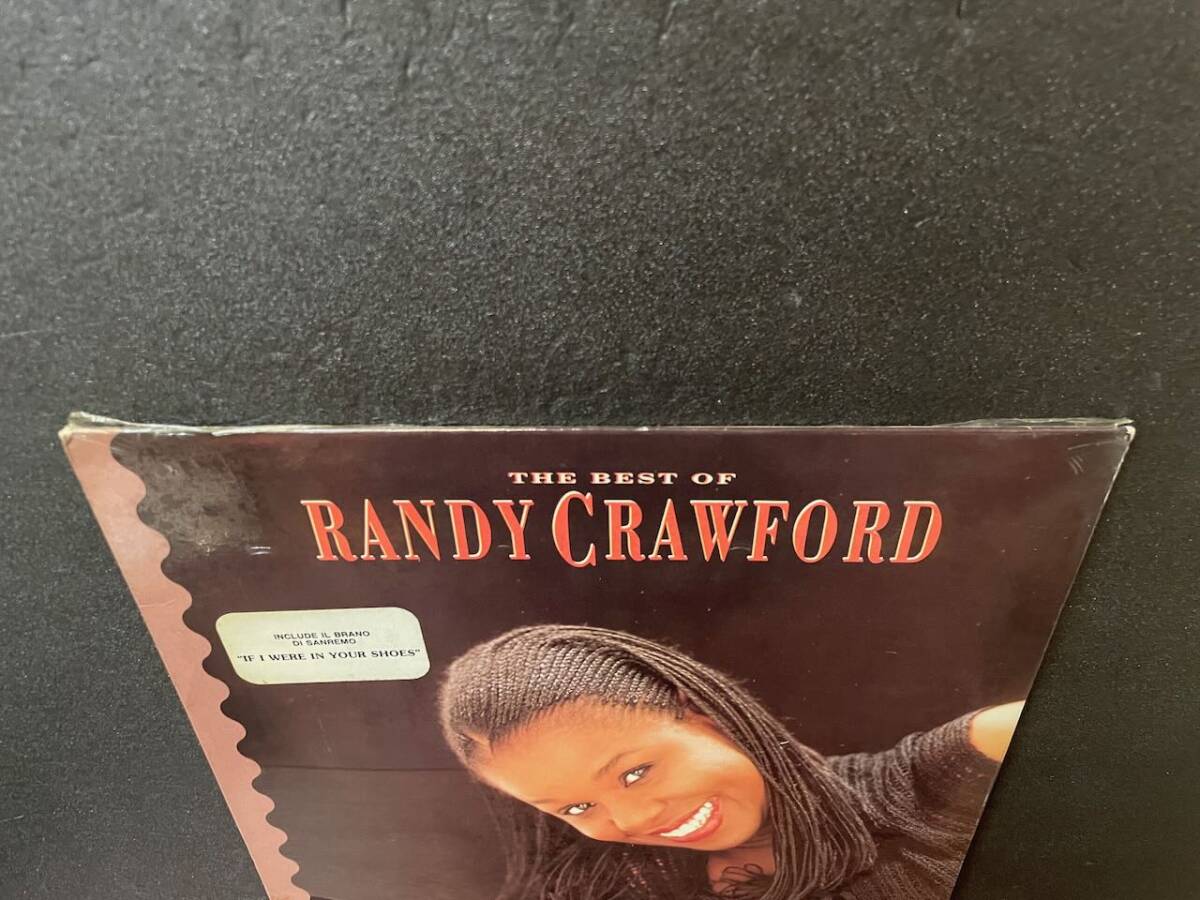 THE BEST OF
RANDY CRAWFORD
INCLUDE IL BRANO
DI SANREMO
"IF I WERE IN YOUR SHOES"